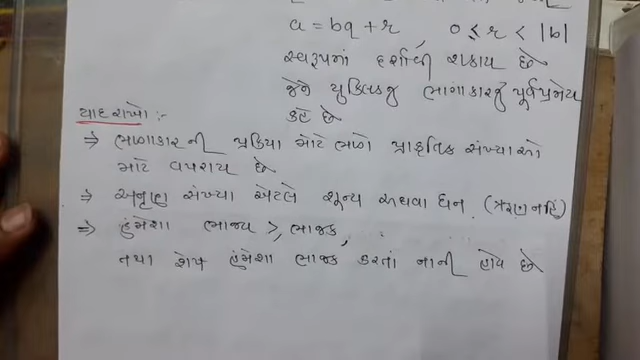 a = bq + r , 0 ≤ r < |b|
સ્વરૂપમાં દર્શાવી શકાય છે
જેને યુક્લિડનું ભાગાકારનું પૂર્વપ્રમેય
કહે છે
યાદ રાખો :-
⇒ ભાગાકારની પ્રક્રિયા માટે પ્રાકૃતિક સંખ્યાઓ
માટે વપરાય છે
⇒ અનૃણ સંખ્યા એટલે શૂન્ય અથવા ધન. (ઋણ નહિં)
⇒ હંમેશા ભાજ્ય ≥, ભાજક,
તથા શેષ હંમેશા ભાજક કરતાં નાની હોય છે